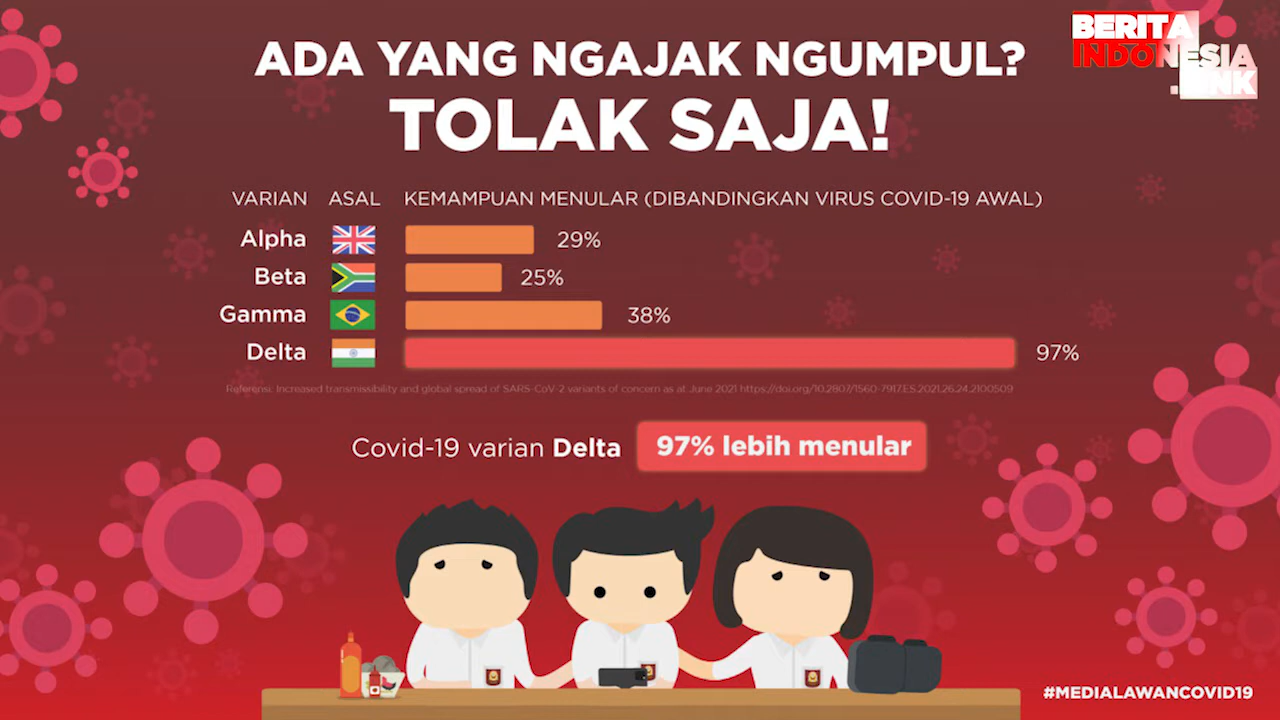 BERITA
INDONESIA
ADA YANG NGAJAK NGUMPUL?
TOLAK SAJA!
VARIAN ASAL KEMAMPUAN MENULAR (DIBANDINGKAN VIRUS COVID-19 AWAL)
Alpha 29%
Beta 25%
Gamma 38%
Delta 97%
Referensi: Increased transmissibility and global spread of SARS-CoV-2 variants of concern as at June 2021 https://doi.org/10.2807/1560-7917.ES.2021.26.24.2100509
Covid-19 varian Delta 97% lebih menular
#MEDIALAWANCOVID19